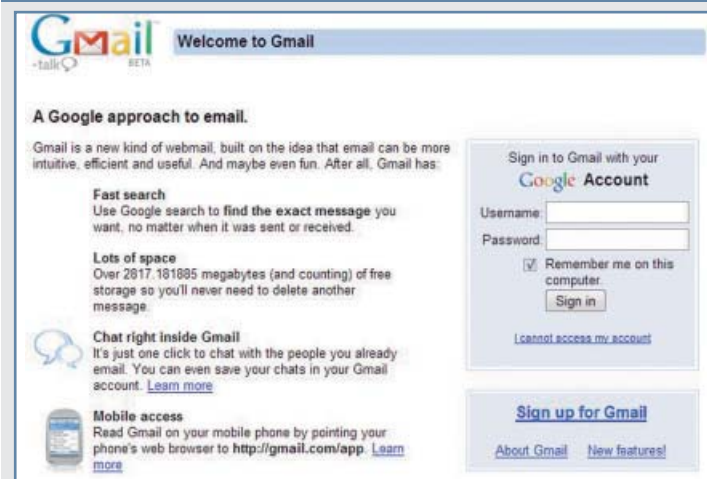 Gmail
-talk
BETA
Welcome to Gmail
A Google approach to email.
Gmail is a new kind of webmail, built on the idea that email can be more
intuitive, efficient and useful. And maybe even fun. After all, Gmail has:
Fast search
Use Google search to find the exact message you
want, no matter when it was sent or received.
Lots of space
Over 2817.181885 megabytes (and counting) of free
storage so you'll never need to delete another
message.
Chat right inside Gmail
It's just one click to chat with the people you already
email. You can even save your chats in your Gmail
account. Learn more
Mobile access
Read Gmail on your mobile phone by pointing your
phone's web browser to http://gmail.com/app. Learn
more
Sign in to Gmail with your
Google Account
Username:
Password:
Remember me on this
computer.
Sign in
I cannot access my account
Sign up for Gmail
About Gmail New features!